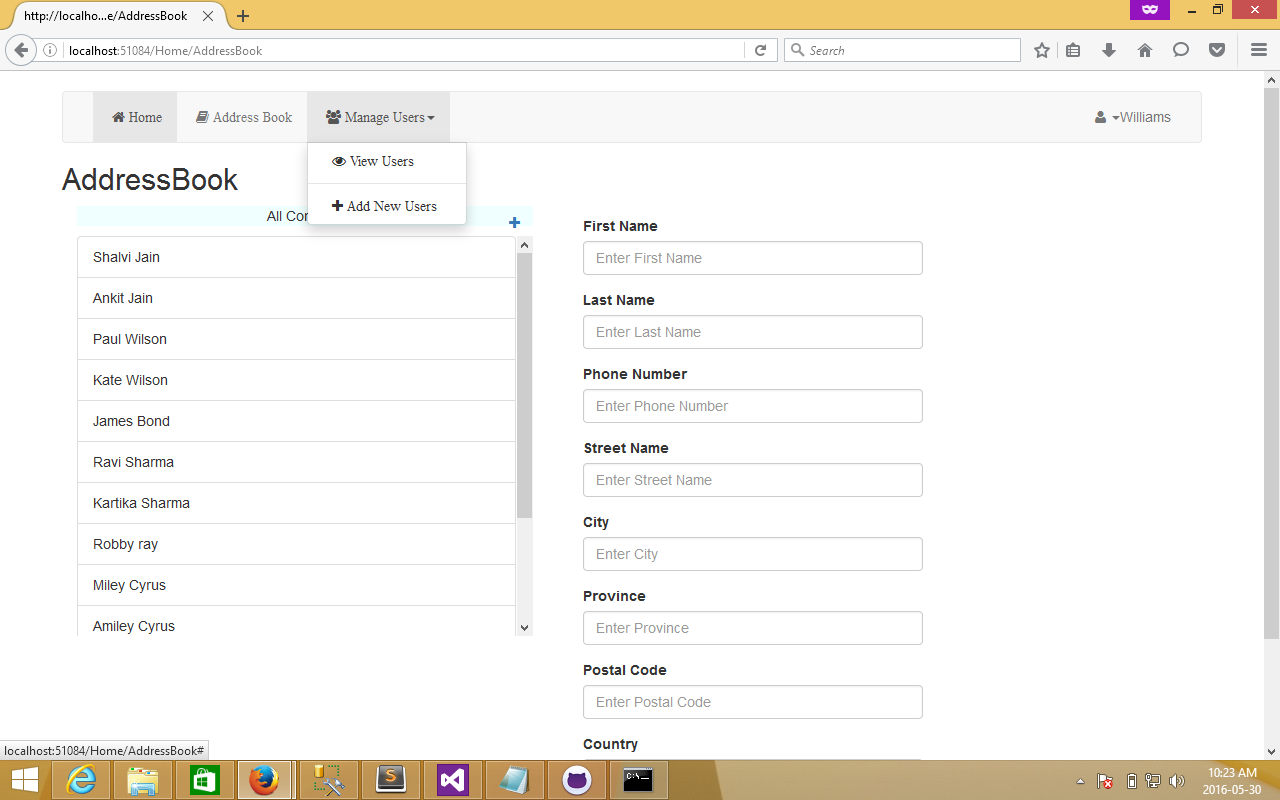 http://localho...e/AddressBook
localhost:51084/Home/AddressBook
Search
Home
Address Book
Manage Users
Williams
View Users
Add New Users
AddressBook
All Con
Shalvi Jain
Ankit Jain
Paul Wilson
Kate Wilson
James Bond
Ravi Sharma
Kartika Sharma
Robby ray
Miley Cyrus
Amiley Cyrus
First Name
Enter First Name
Last Name
Enter Last Name
Phone Number
Enter Phone Number
Street Name
Enter Street Name
City
Enter City
Province
Enter Province
Postal Code
Enter Postal Code
Country
localhost:51084/Home/AddressBook#
C:\
10:23 AM
2016-05-30